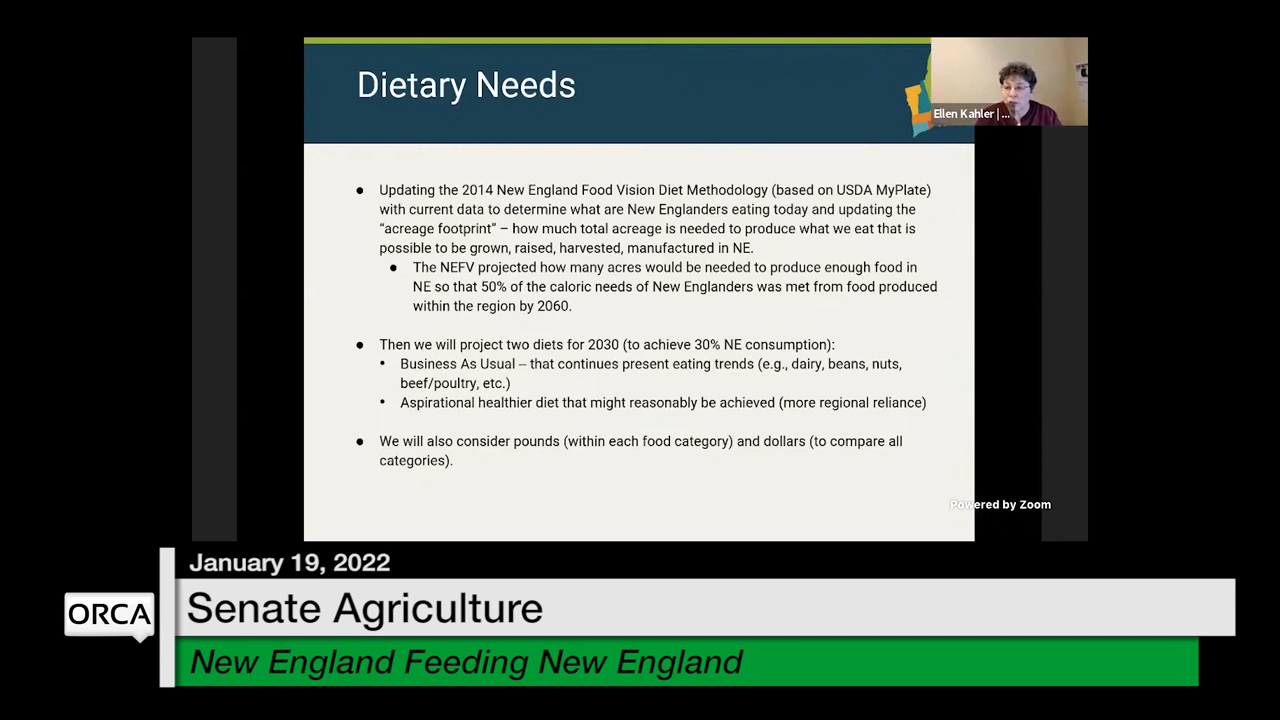 Dietary Needs
Ellen Kahler | ...
● Updating the 2014 New England Food Vision Diet Methodology (based on USDA MyPlate)
with current data to determine what are New Englanders eating today and updating the
“acreage footprint” – how much total acreage is needed to produce what we eat that is
possible to be grown, raised, harvested, manufactured in NE.
● The NEFV projected how many acres would be needed to produce enough food in
NE so that 50% of the caloric needs of New Englanders was met from food produced
within the region by 2060.
● Then we will project two diets for 2030 (to achieve 30% NE consumption):
• Business As Usual – that continues present eating trends (e.g., dairy, beans, nuts,
beef/poultry, etc.)
• Aspirational healthier diet that might reasonably be achieved (more regional reliance)
● We will also consider pounds (within each food category) and dollars (to compare all
categories).
Powered by Zoom
January 19, 2022
ORCA
Senate Agriculture
New England Feeding New England